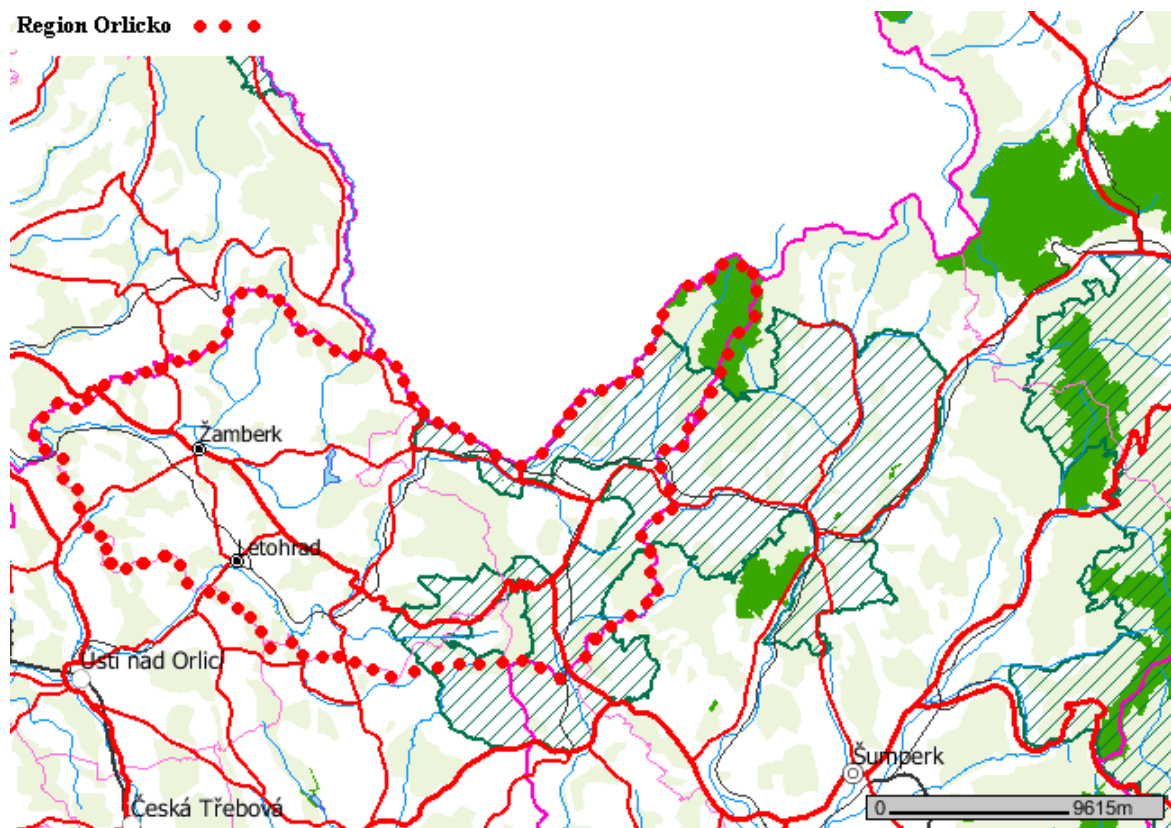 Region Orlicko
Žamberk
Letohrad
Ústí nad Orlicí
Šumperk
Česká Třebová
0 9615m